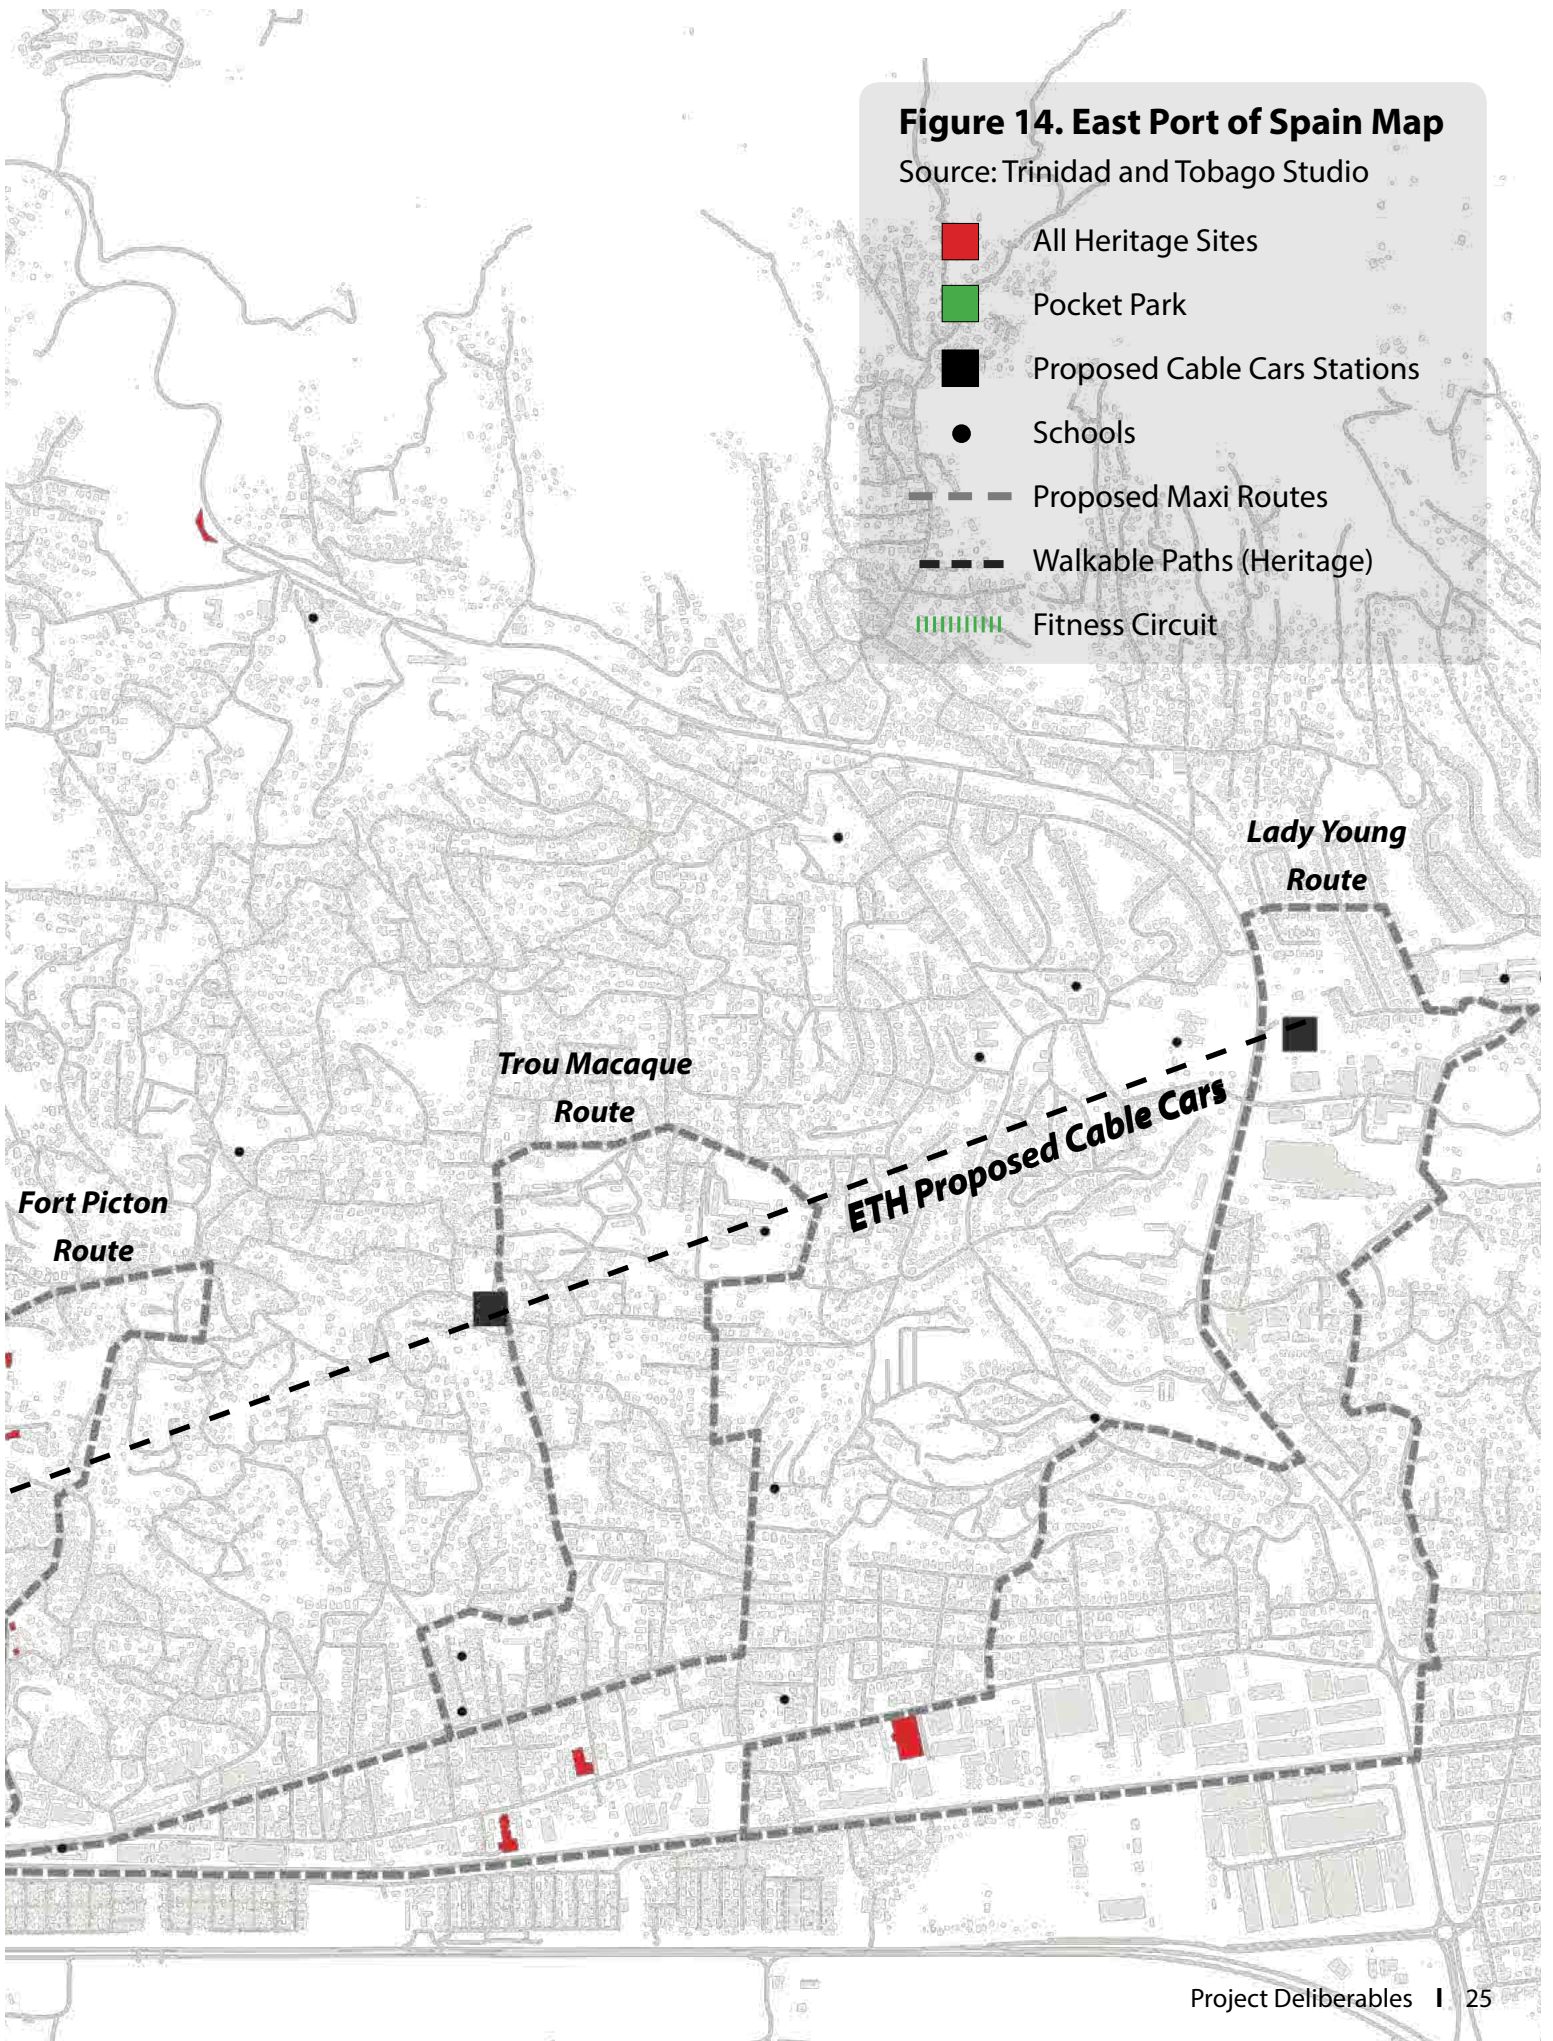 Figure 14. East Port of Spain Map
Source: Trinidad and Tobago Studio
All Heritage Sites
Pocket Park
Proposed Cable Cars Stations
Schools
Proposed Maxi Routes
Walkable Paths (Heritage)
Fitness Circuit
Lady Young
Route
Trou Macaque
Route
ETH Proposed Cable Cars
Fort Picton
Route
Project Deliberables I 25